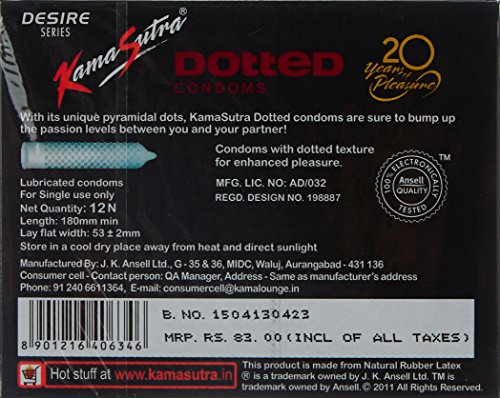 DESIRE
SERIES
KamaSutra®
DOTTED
CONDOMS
20
Years of
Pleasure
With its unique pyramidal dots, KamaSutra Dotted condoms are sure to bump up
the passion levels between you and your partner!
Condoms with dotted texture
for enhanced pleasure.
MFG. LIC. NO: AD/032
REGD. DESIGN NO. 198887
100% ELECTRONICALLY
Ansell
QUALITY
TESTED
TM
Lubricated condoms
For Single use only
Net Quantity: 12N
Length: 180mm min
Lay flat width: 53 ± 2mm
Store in a cool dry place away from heat and direct sunlight
Manufactured By: J. K. Ansell Ltd., G - 35 & 36, MIDC, Waluj, Aurangabad - 431 136
Consumer cell - Contact person: QA Manager, Address - Same as manufacturer's address
Phone: 91 240 6611364, E-mail: consumercell@kamalounge.in
8 901216 406346
B. NO. 1504130423
MRP. RS. 83.00(INCL OF ALL TAXES)
Hot stuff at www.kamasutra.in
This product is made from Natural Rubber Latex
® is trademark owned by J. K. Ansell Ltd. TM is
trademark owned by Ansell. © 2011 All Rights Reserved.